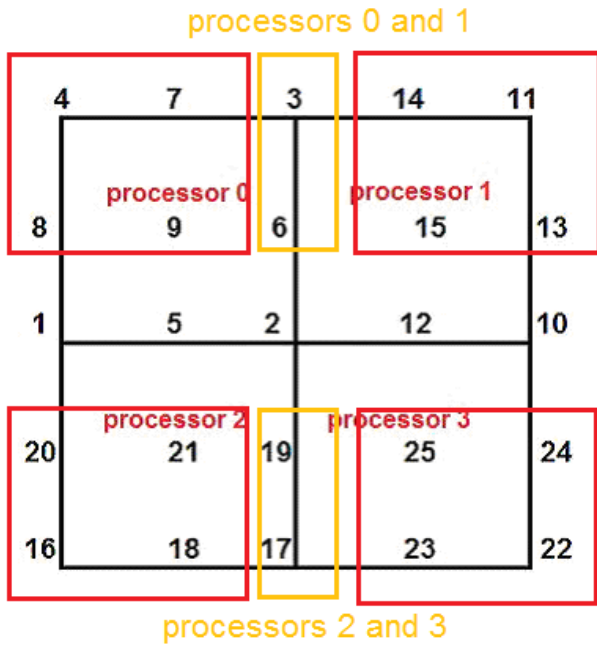 processors 0 and 1
4 7 3 14 11
processor 0 processor 1
8 9 6 15 13
1 5 2 12 10
processor 2 processor 3
20 21 19 25 24
16 18 17 23 22
processors 2 and 3